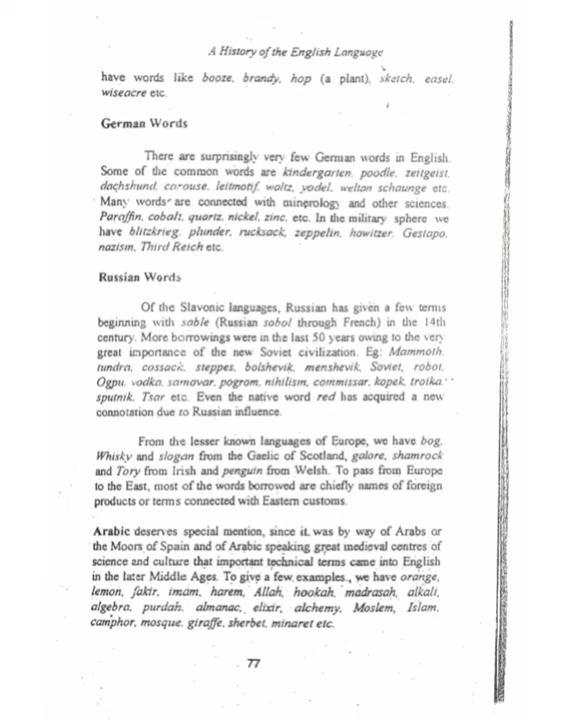 A History of the English Language
have words like booze, brandy, hop (a plant), sketch, easel,
wiseacre etc.
German Words
There are surprisingly very few German words in English.
Some of the common words are kindergarten, poodle, zeitgeist,
dachshund, carouse, leitmotif, waltz, yodel, weltan schaunge etc.
Many words are connected with minerology and other sciences.
Paraffin, cobalt, quartz, nickel, zinc, etc. In the military sphere we
have blitzkrieg, plunder, rucksack, zeppelin, howitzer, Gestapo,
nazism, Third Reich etc.
Russian Words
Of the Slavonic languages, Russian has given a few terms
beginning with sable (Russian sobol through French) in the 14th
century. More borrowings were in the last 50 years owing to the very
great importance of the new Soviet civilization. Eg: Mammoth,
tundra, cossack, steppes, bolshevik, menshevik, Soviet, robot,
Ogpu, vodka, samovar, pogrom, nihilism, commissar, kopek, troika,
sputnik, Tsar etc. Even the native word red has acquired a new
connotation due to Russian influence.
From the lesser known languages of Europe, we have bog,
Whisky and slogan from the Gaelic of Scotland, galore, shamrock
and Tory from Irish and penguin from Welsh. To pass from Europe
to the East, most of the words borrowed are chiefly names of foreign
products or terms connected with Eastern customs.
Arabic deserves special mention, since it was by way of Arabs or
the Moors of Spain and of Arabic speaking great medieval centres of
science and culture that important technical terms came into English
in the later Middle Ages. To give a few examples., we have orange,
lemon, fakir, imam, harem, Allah, hookah, madrasah, alkali,
algebra, purdah, almanac, elixir, alchemy, Moslem, Islam,
camphor, mosque, giraffe, sherbet, minaret etc.
77